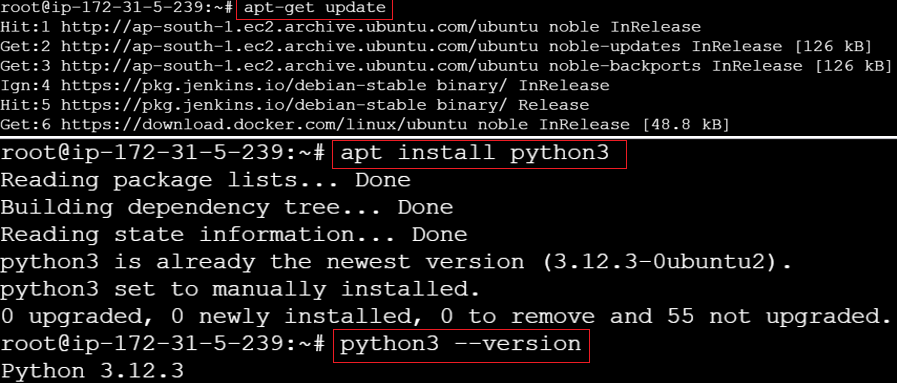 root@ip-172-31-5-239:~# apt-get update
Hit:1 http://ap-south-1.ec2.archive.ubuntu.com/ubuntu noble InRelease
Get:2 http://ap-south-1.ec2.archive.ubuntu.com/ubuntu noble-updates InRelease [126 kB]
Get:3 http://ap-south-1.ec2.archive.ubuntu.com/ubuntu noble-backports InRelease [126 kB]
Ign:4 https://pkg.jenkins.io/debian-stable binary/ InRelease
Hit:5 https://pkg.jenkins.io/debian-stable binary/ Release
Get:6 https://download.docker.com/linux/ubuntu noble InRelease [48.8 kB]
root@ip-172-31-5-239:~# apt install python3
Reading package lists... Done
Building dependency tree... Done
Reading state information... Done
python3 is already the newest version (3.12.3-0ubuntu2).
python3 set to manually installed.
0 upgraded, 0 newly installed, 0 to remove and 55 not upgraded.
root@ip-172-31-5-239:~# python3 --version
Python 3.12.3